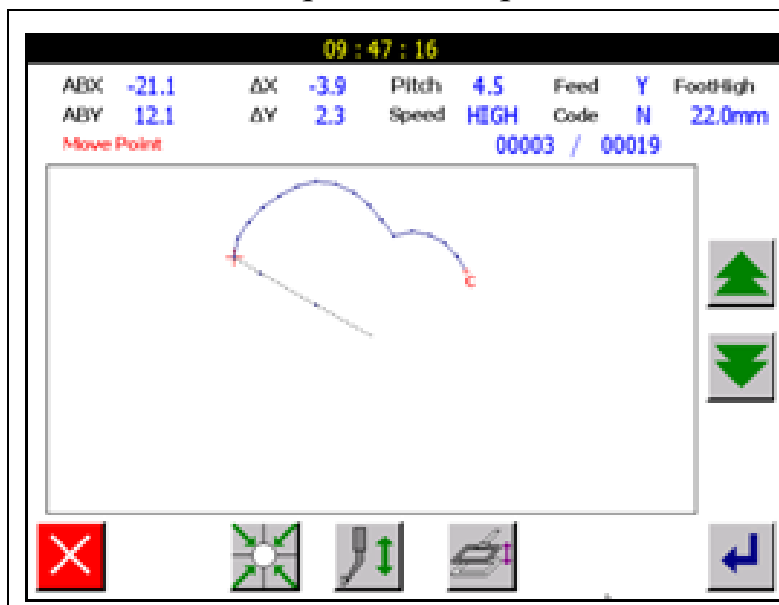 09 : 47 : 16
ABX -21.1 ΔX -3.9 Pitch 4.5 Feed Y FootHigh
ABY 12.1 ΔY 2.3 Speed HIGH Code N 22.0mm
Move Point 00003 / 00019
C